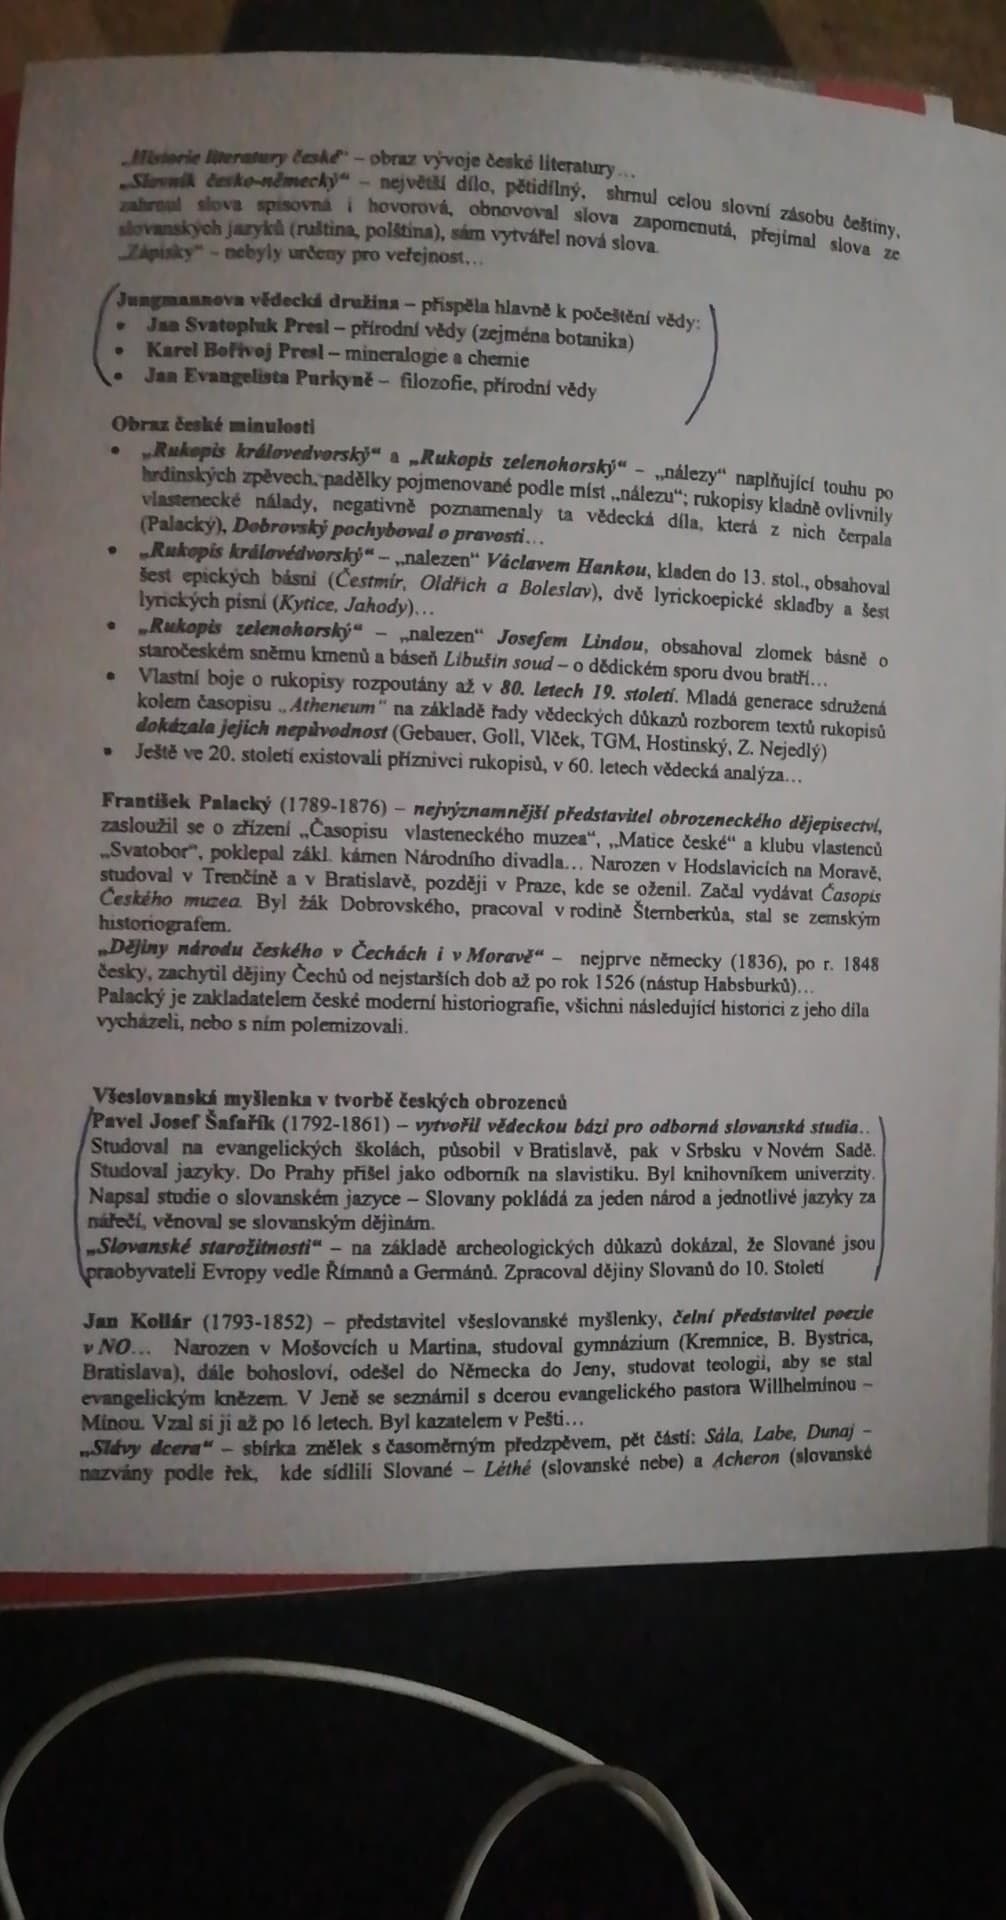 „Historie literatury české“ – obraz vývoje české literatury…
„Slovník česko-německý“ – největší dílo, pětidílný, shrnul celou slovní zásobu češtiny,
zahrnul slova spisovná i hovorová, obnovoval slova zapomenutá, přejímal slova ze
slovanských jazyků (ruština, polština), sám vytvářel nová slova.
„Zápisky“ – nebyly určeny pro veřejnost…
Jungmannova vědecká družina – přispěla hlavně k počeštění vědy:
• Jan Svatopluk Presl – přírodní vědy (zejména botanika)
• Karel Bořivoj Presl – mineralogie a chemie
• Jan Evangelista Purkyně – filozofie, přírodní vědy
Obraz české minulosti
• „Rukopis královedvorský“ a „Rukopis zelenohorský“ – „nálezy“ naplňující touhu po
hrdinských zpěvech, padělky pojmenované podle míst „nálezu“; rukopisy kladně ovlivnily
vlastenecké nálady, negativně poznamenaly ta vědecká díla, která z nich čerpala
(Palacký), Dobrovský pochyboval o pravosti…
• „Rukopis královédvorský“ – „nalezen“ Václavem Hankou, kladen do 13. stol., obsahoval
šest epických básní (Čestmír, Oldřich a Boleslav), dvě lyrickoepické skladby a šest
lyrických písní (Kytice, Jahody)…
• „Rukopis zelenohorský“ – „nalezen“ Josefem Lindou, obsahoval zlomek básně o
staročeském sněmu kmenů a báseň Libušin soud – o dědickém sporu dvou bratří…
• Vlastní boje o rukopisy rozpoutány až v 80. letech 19. století. Mladá generace sdružená
kolem časopisu „Atheneum“ na základě řady vědeckých důkazů rozborem textů rukopisů
dokázala jejich nepůvodnost (Gebauer, Goll, Vlček, TGM, Hostinský, Z. Nejedlý)
• Ještě ve 20. století existovali příznivci rukopisů, v 60. letech vědecká analýza…
František Palacký (1789-1876) – nejvýznamnější představitel obrozeneckého dějepisectví,
zasloužil se o zřízení „Časopisu vlasteneckého muzea“, „Matice české“ a klubu vlastenců
„Svatobor“, poklepal zákl. kámen Národního divadla… Narozen v Hodslavicích na Moravě,
studoval v Trenčíně a v Bratislavě, později v Praze, kde se oženil. Začal vydávat Časopis
Českého muzea. Byl žák Dobrovského, pracoval v rodině Šternberkůa, stal se zemským
historiografem.
„Dějiny národu českého v Čechách i v Moravě“ – nejprve německy (1836), po r. 1848
česky, zachytil dějiny Čechů od nejstarších dob až po rok 1526 (nástup Habsburků)…
Palacký je zakladatelem české moderní historiografie, všichni následující historici z jeho díla
vycházeli, nebo s ním polemizovali.
Všeslovanská myšlenka v tvorbě českých obrozenců
Pavel Josef Šafařík (1792-1861) – vytvořil vědeckou bázi pro odborná slovanská studia..
Studoval na evangelických školách, působil v Bratislavě, pak v Srbsku v Novém Sadě.
Studoval jazyky. Do Prahy přišel jako odborník na slavistiku. Byl knihovníkem univerzity.
Napsal studie o slovanském jazyce – Slovany pokládá za jeden národ a jednotlivé jazyky za
nářečí, věnoval se slovanským dějinám.
„Slovanské starožitnosti“ – na základě archeologických důkazů dokázal, že Slované jsou
praobyvateli Evropy vedle Římanů a Germánů. Zpracoval dějiny Slovanů do 10. Století
Jan Kollár (1793-1852) – představitel všeslovanské myšlenky, čelní představitel poezie
v NO… Narozen v Mošovcích u Martina, studoval gymnázium (Kremnice, B. Bystrica,
Bratislava), dále bohosloví, odešel do Německa do Jeny, studovat teologii, aby se stal
evangelickým knězem. V Jeně se seznámil s dcerou evangelického pastora Willhelmínou –
Mínou. Vzal si ji až po 16 letech. Byl kazatelem v Pešti…
„Slávy dcera“ – sbírka znělek s časoměrným předzpěvem, pět částí: Sála, Labe, Dunaj –
nazvány podle řek, kde sídlili Slované – Léthé (slovanské nebe) a Acheron (slovanské